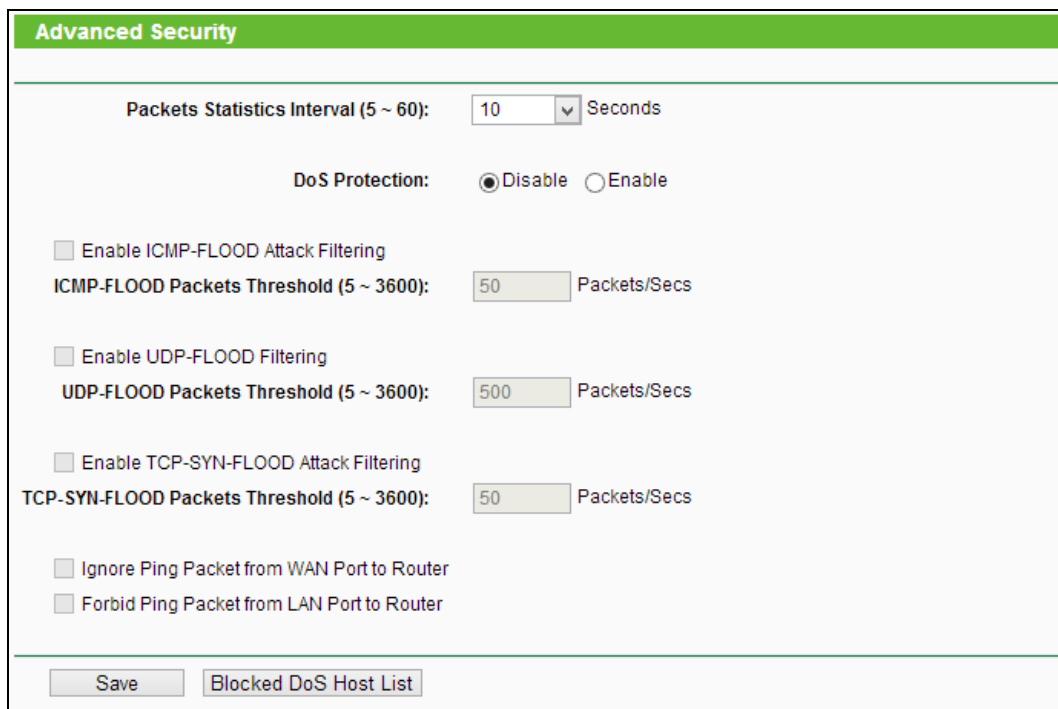 Advanced Security
Packets Statistics Interval (5 ~ 60): 10 Seconds
DoS Protection: Disable Enable
Enable ICMP-FLOOD Attack Filtering
ICMP-FLOOD Packets Threshold (5 ~ 3600): 50 Packets/Secs
Enable UDP-FLOOD Filtering
UDP-FLOOD Packets Threshold (5 ~ 3600): 500 Packets/Secs
Enable TCP-SYN-FLOOD Attack Filtering
TCP-SYN-FLOOD Packets Threshold (5 ~ 3600): 50 Packets/Secs
Ignore Ping Packet from WAN Port to Router
Forbid Ping Packet from LAN Port to Router
Save Blocked DoS Host List